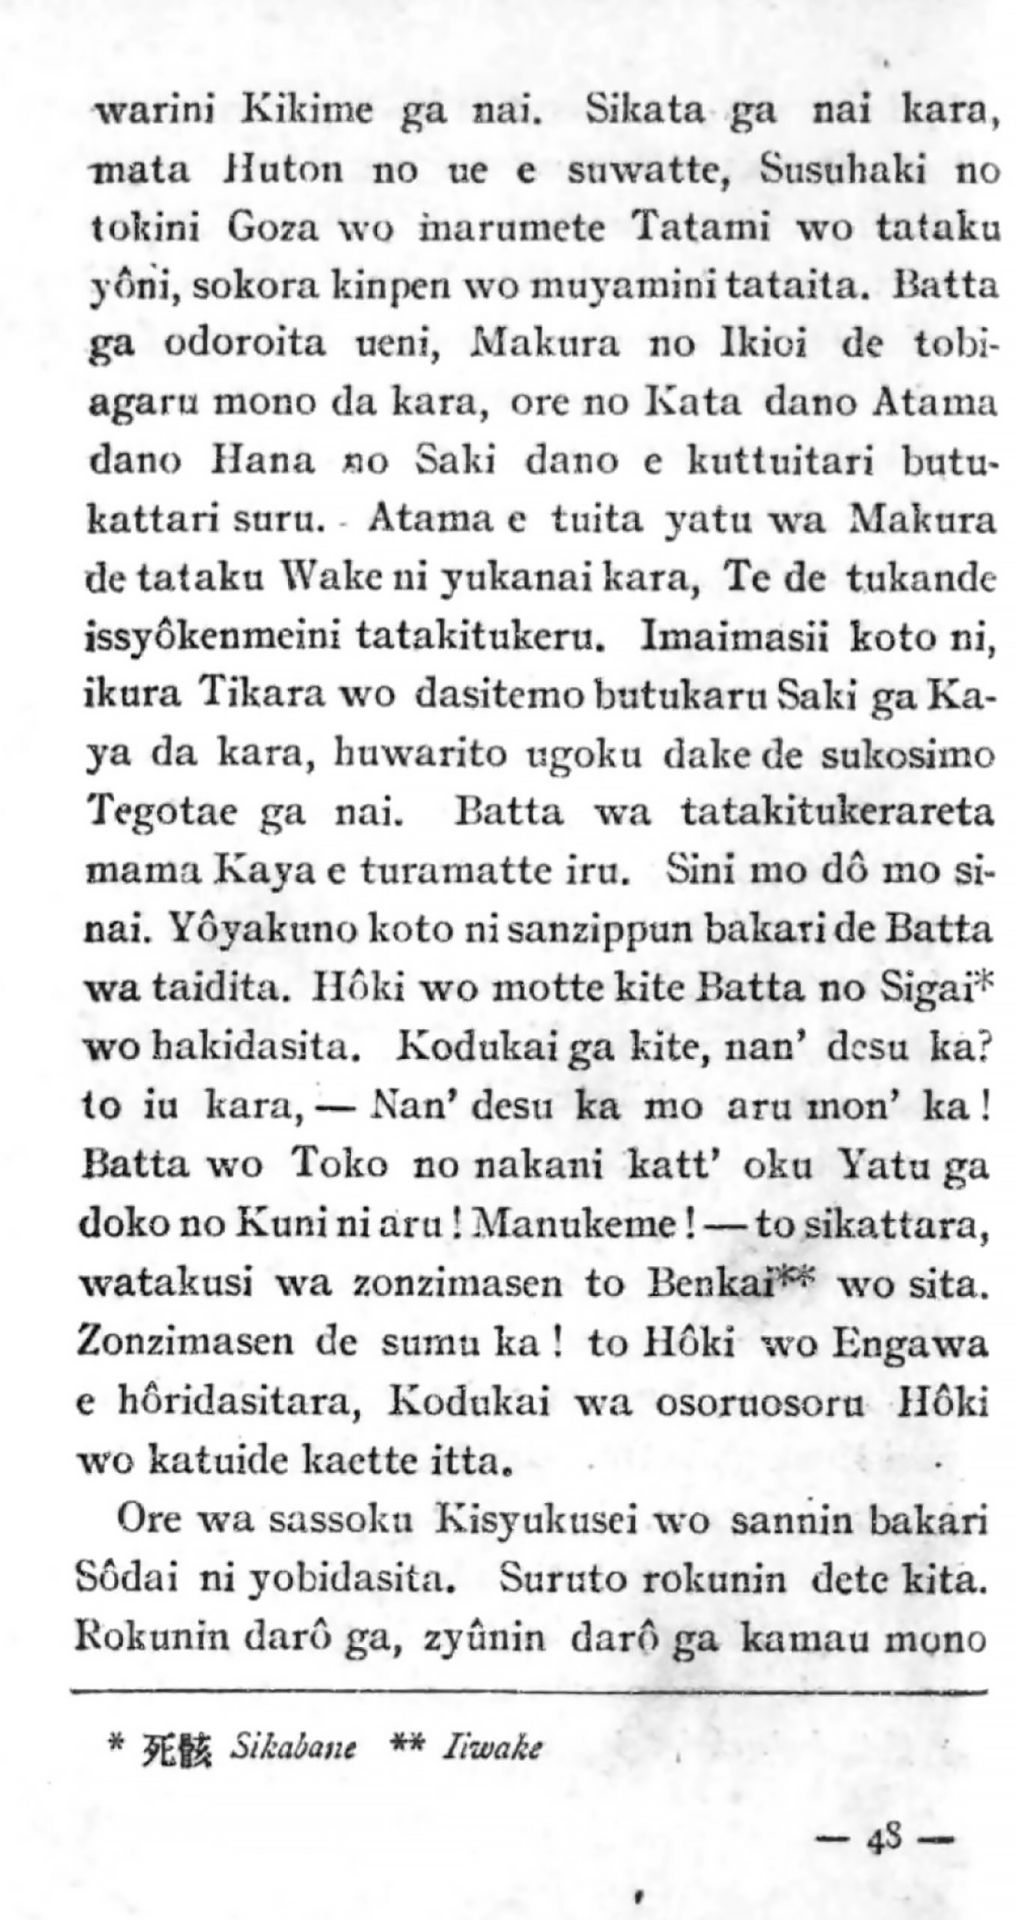 warini Kikime ga nai. Sikata ga nai kara,
mata Huton no ue e suwatte, Susuhaki no
tokini Goza wo marumete Tatami wo tataku
yôni, sokora kinpen wo muyamini tataita. Batta
ga odoroita ueni, Makura no Ikioi de tobi-
agaru mono da kara, ore no Kata dano Atama
dano Hana no Saki dano e kuttuitari butu-
kattari suru. Atama e tuita yatu wa Makura
de tataku Wake ni yukanai kara, Te de tukande
issyôkenmeini tatakitukeru. Imaimasii koto ni,
ikura Tikara wo dasitemo butukaru Saki ga Ka-
ya da kara, huwarito ugoku dake de sukosimo
Tegotae ga nai. Batta wa tatakitukerareta
mama Kaya e turamatte iru. Sini mo dô mo si-
nai. Yôyakuno koto ni sanzippun bakari de Batta
wa taidita. Hôki wo motte kite Batta no Sigai*
wo hakidasita. Kodukai ga kite, nan' desu ka?
to iu kara, — Nan' desu ka mo aru mon' ka!
Batta wo Toko no nakani katt' oku Yatu ga
doko no Kuni ni aru! Manukeme! — to sikattara,
watakusi wa zonzimasen to Benkai** wo sita.
Zonzimasen de sumu ka! to Hôki wo Engawa
e hôridasitara, Kodukai wa osoruosoru Hôki
wo katuide kaette itta.
Ore wa sassoku Kisyukusei wo sannin bakari
Sôdai ni yobidasita. Suruto rokunin dete kita.
Rokunin darô ga, zyûnin darô ga kamau mono
* 死骸 Sikabane ** Iiwake
— 48 —